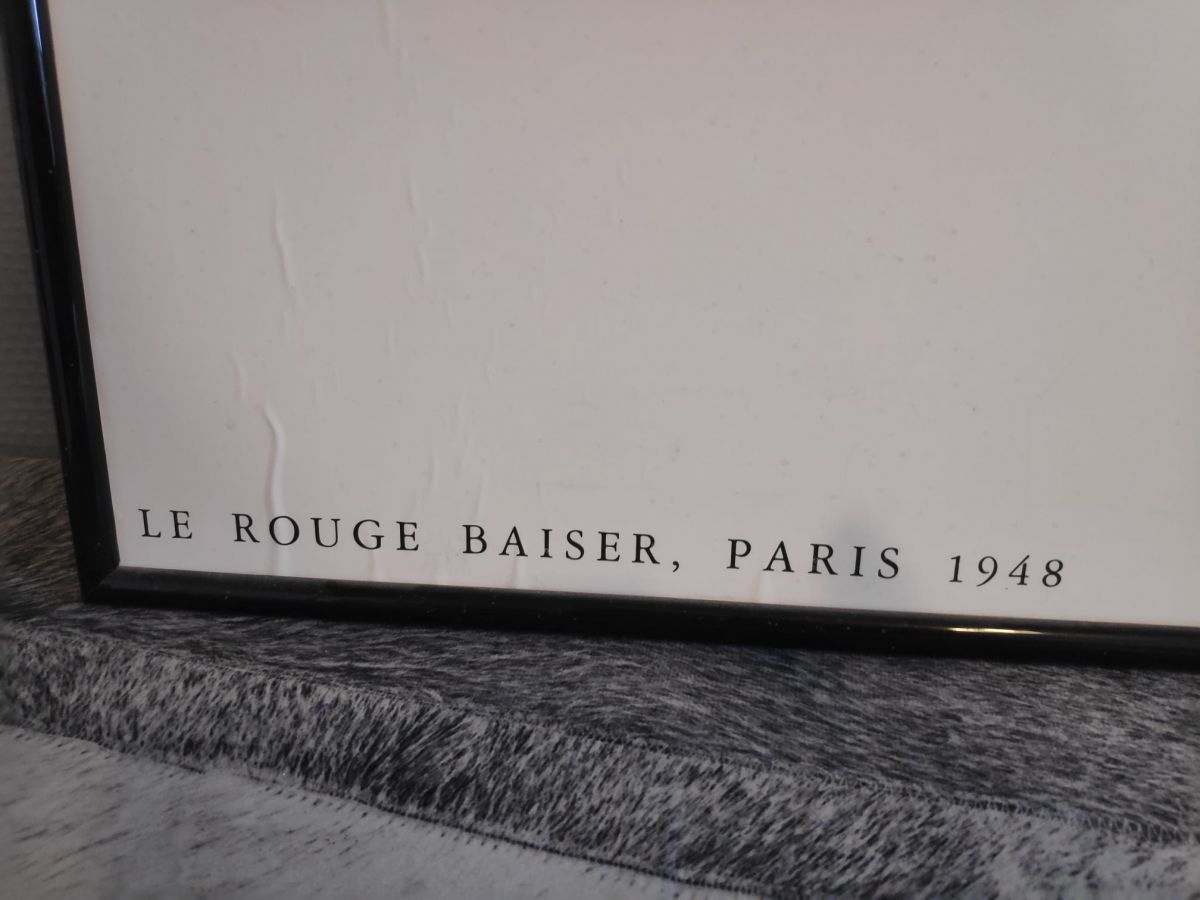 LE ROUGE BAISER, PARIS 1948